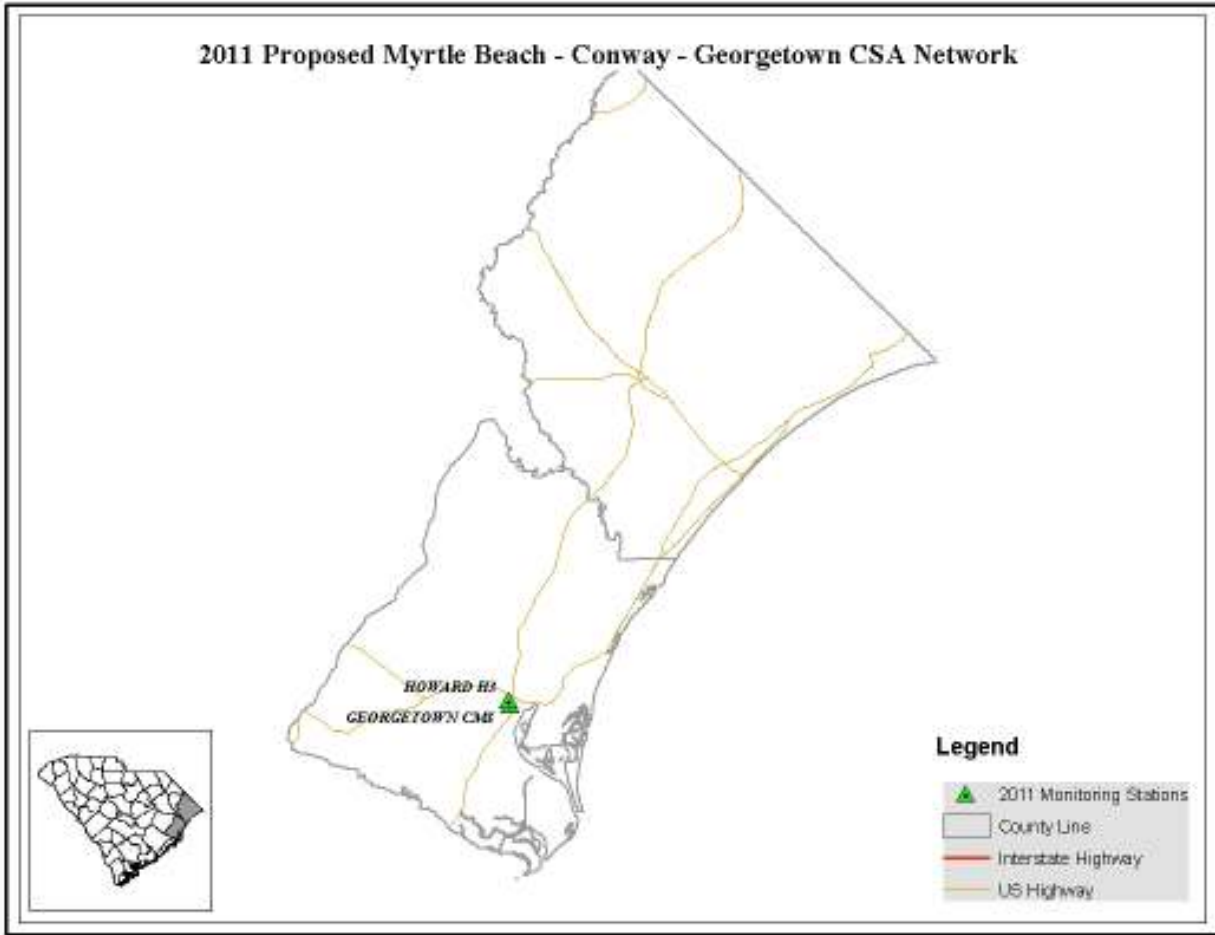 2011 Proposed Myrtle Beach - Conway - Georgetown CSA Network
HOWARD HS
GEORGETOWN CMS
Legend
2011 Monitoring Stations
County Line
Interstate Highway
US Highway